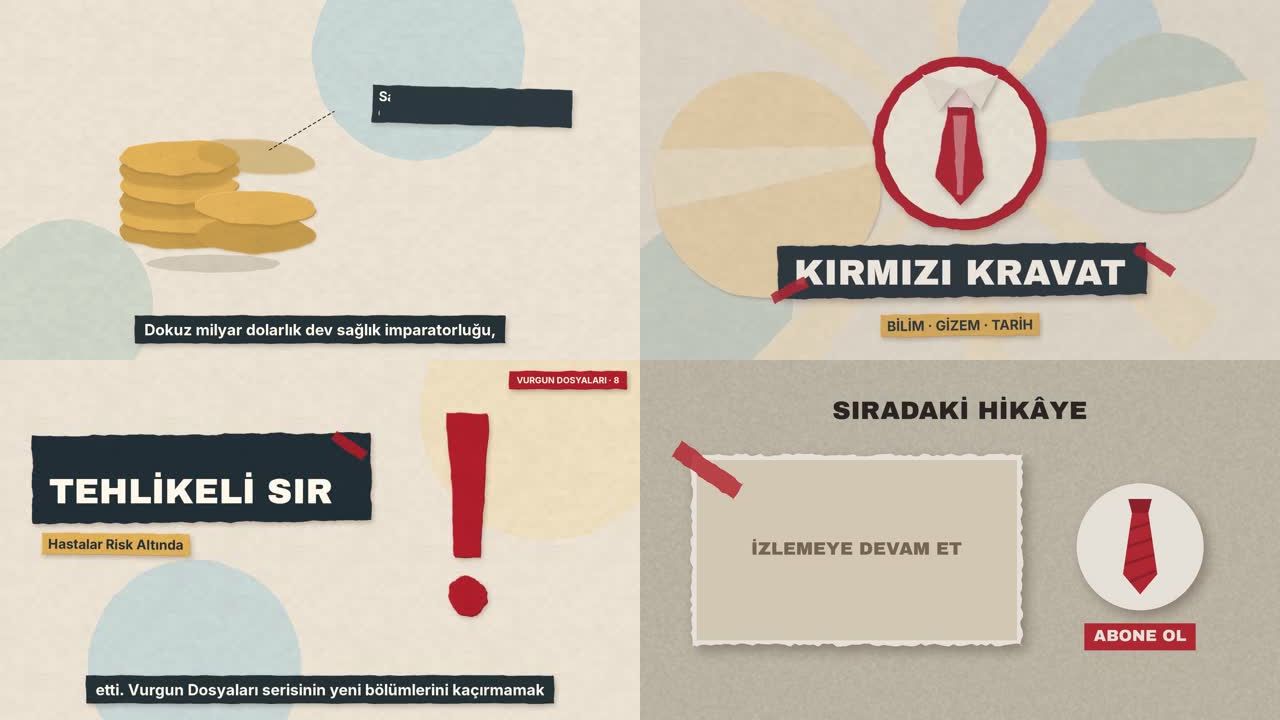 Dokuz milyar dolarlık dev sağlık imparatorluğu,
KIRMIZI KRAVAT
BİLİM · GİZEM · TARİH
VURGUN DOSYALARI · 8
TEHLİKELİ SIR
Hastalar Risk Altında
etti. Vurgun Dosyaları serisinin yeni bölümlerini kaçırmamak
SIRADAKİ HİKÂYE
İZLEMEYE DEVAM ET
ABONE OL